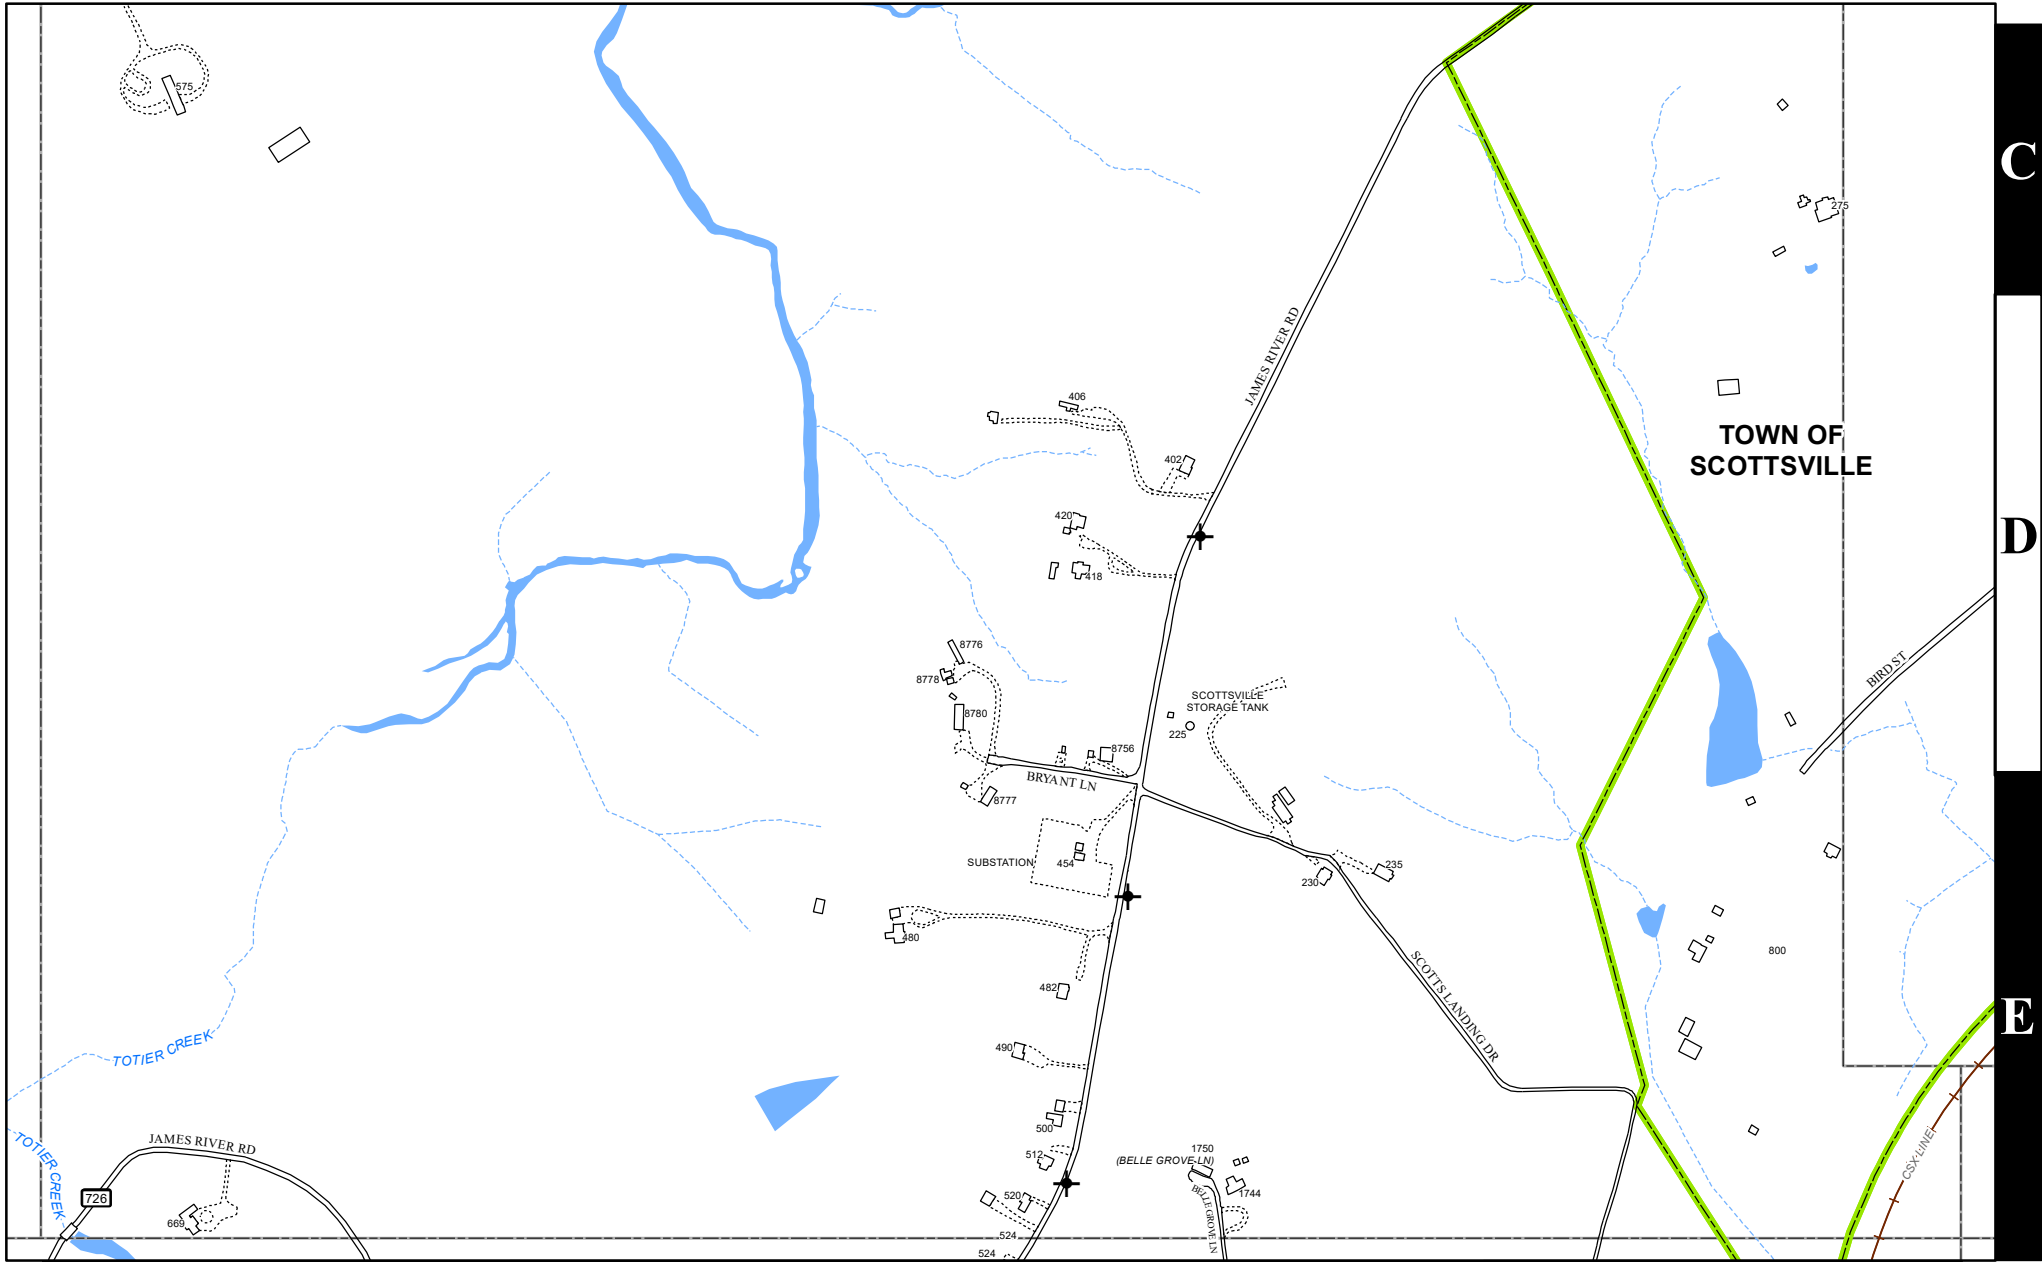 575
C
275
JAMES RIVER RD
406
TOWN OF
SCOTTSVILLE
402
420
D
418
8776
8778
BIRD ST
SCOTTSVILLE
STORAGE TANK
8780
225
8756
BRYANT LN
8777
SUBSTATION
454
235
230
480
800
SCOTTS LANDING DR
482
E
TOTIER CREEK
490
500
JAMES RIVER RD
TOTIER CREEK
512
1750
(BELLE GROVE LN)
CSX LINE
726
520
1744
BELLE GROVE LN
669
524
524